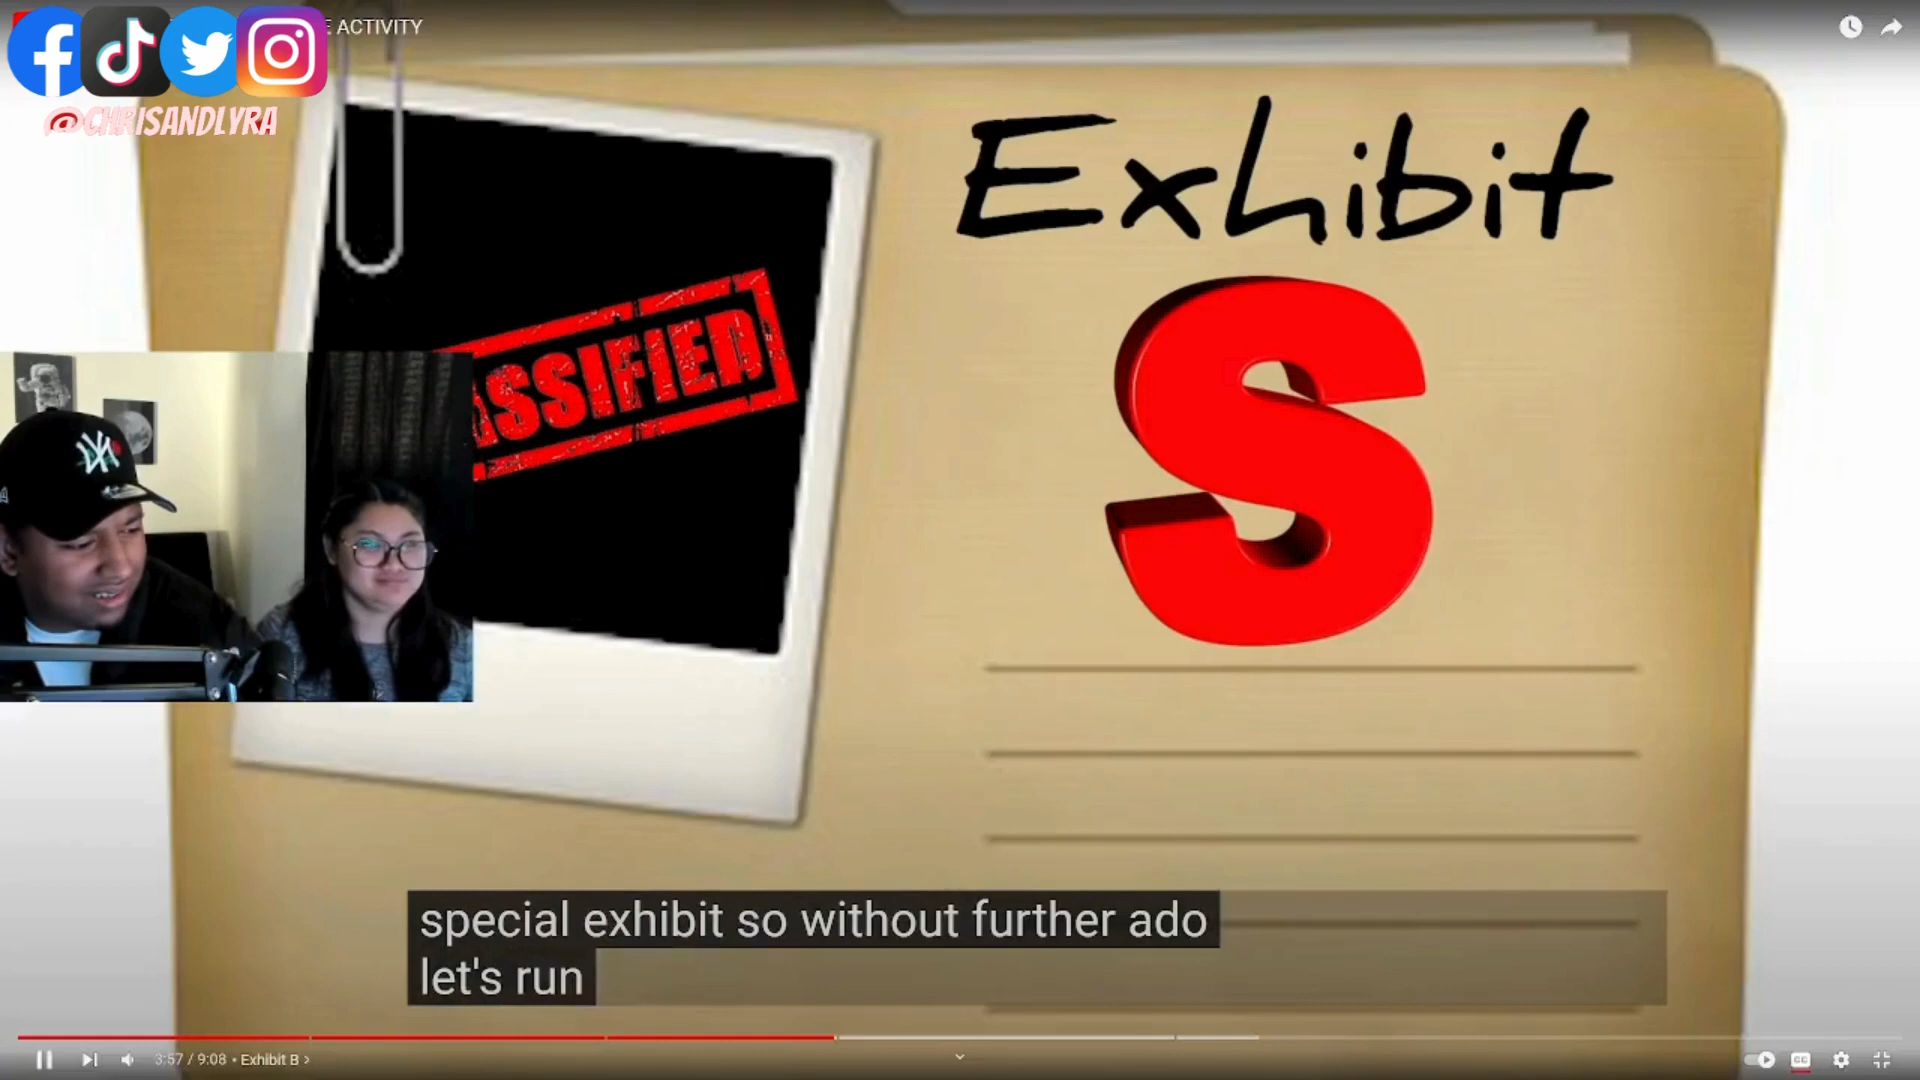 E ACTIVITY
@CHRISANDLYRA
Exhibit
S
ASSIFIED
special exhibit so without further ado
let's run
3:57 / 9:08 • Exhibit B >